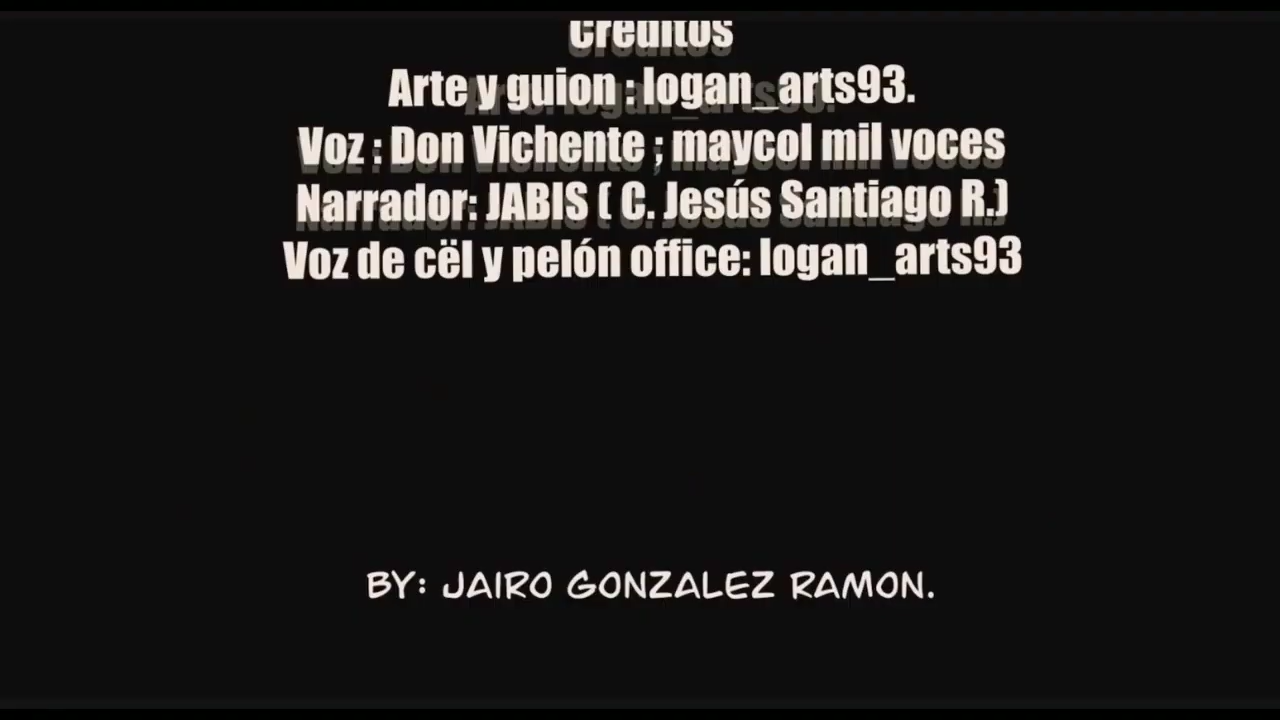 Créditos
Arte y guion : logan_arts93.
Voz : Don Vichente ; maycol mil voces
Narrador: JABIS ( C. Jesús Santiago R.)
Voz de cël y pelón office: logan_arts93
BY: JAIRO GONZALEZ RAMON.